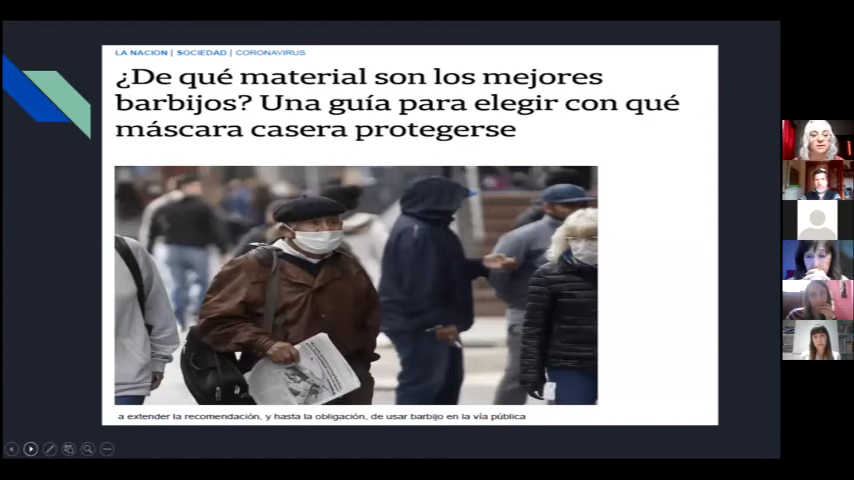 LA NACION | SOCIEDAD | CORONAVIRUS
¿De qué material son los mejores
barbijos? Una guía para elegir con qué
máscara casera protegerse
a extender la recomendación, y hasta la obligación, de usar barbijo en la vía pública